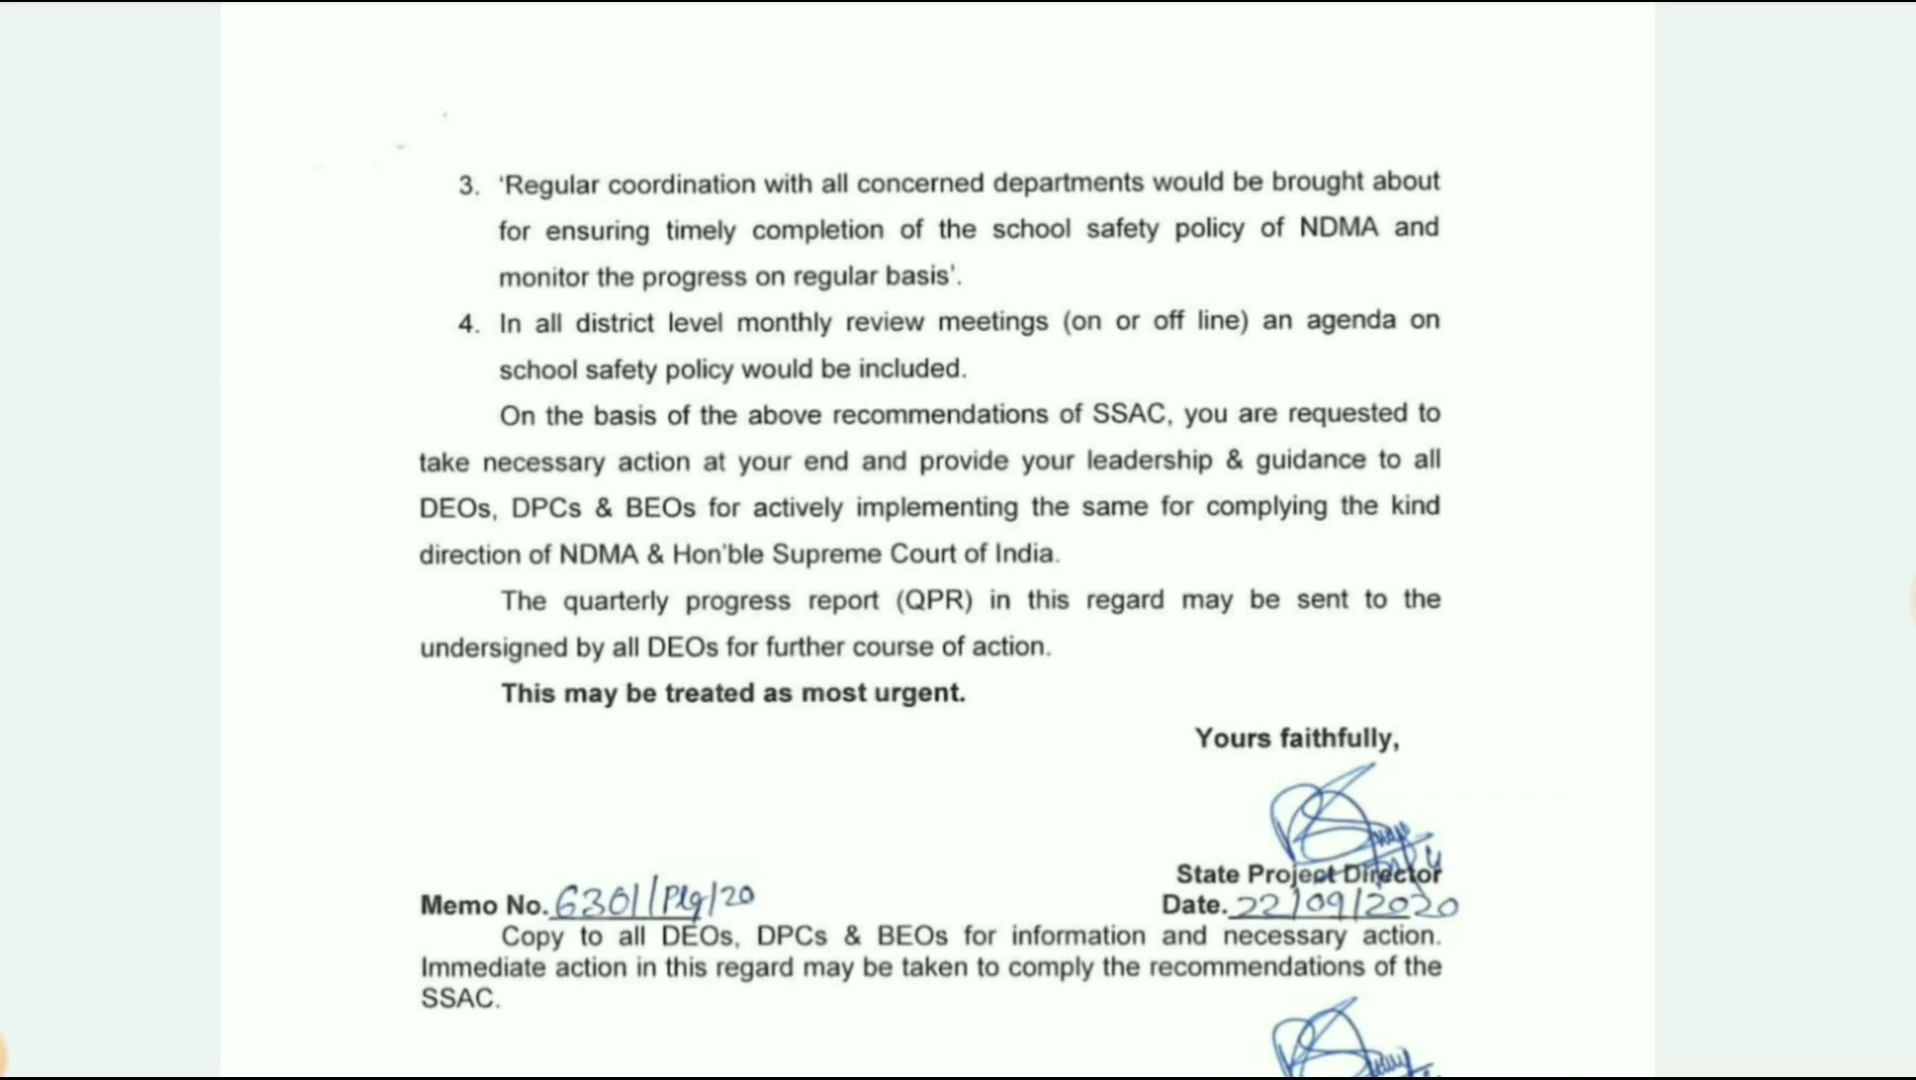 3. 'Regular coordination with all concerned departments would be brought about
for ensuring timely completion of the school safety policy of NDMA and
monitor the progress on regular basis'.
4. In all district level monthly review meetings (on or off line) an agenda on
school safety policy would be included.
On the basis of the above recommendations of SSAC, you are requested to
take necessary action at your end and provide your leadership & guidance to all
DEOs, DPCs & BEOs for actively implementing the same for complying the kind
direction of NDMA & Hon'ble Supreme Court of India.
The quarterly progress report (QPR) in this regard may be sent to the
undersigned by all DEOs for further course of action.
This may be treated as most urgent.
Yours faithfully,
State Project Director
Memo No. 6301//Plg/20 Date. 22/09/2020
Copy to all DEOs, DPCs & BEOs for information and necessary action.
Immediate action in this regard may be taken to comply the recommendations of the
SSAC.